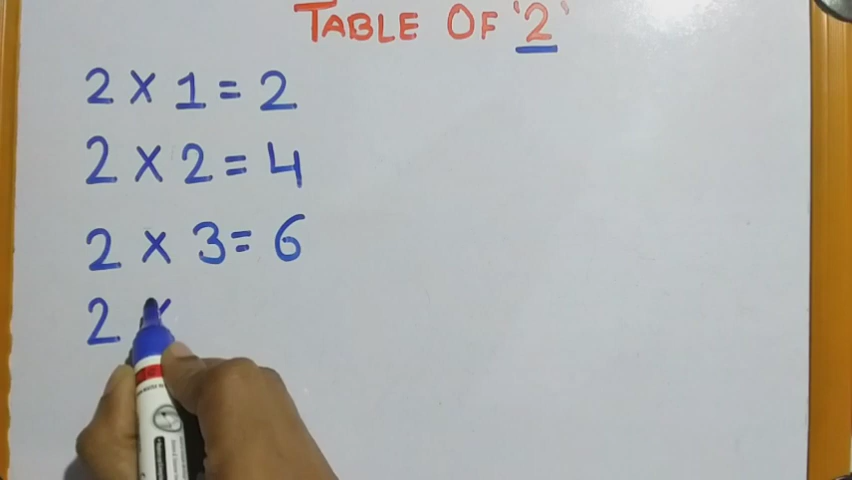 TABLE OF '2'
2 × 1 = 2
2 × 2 = 4
2 × 3 = 6
2 ×